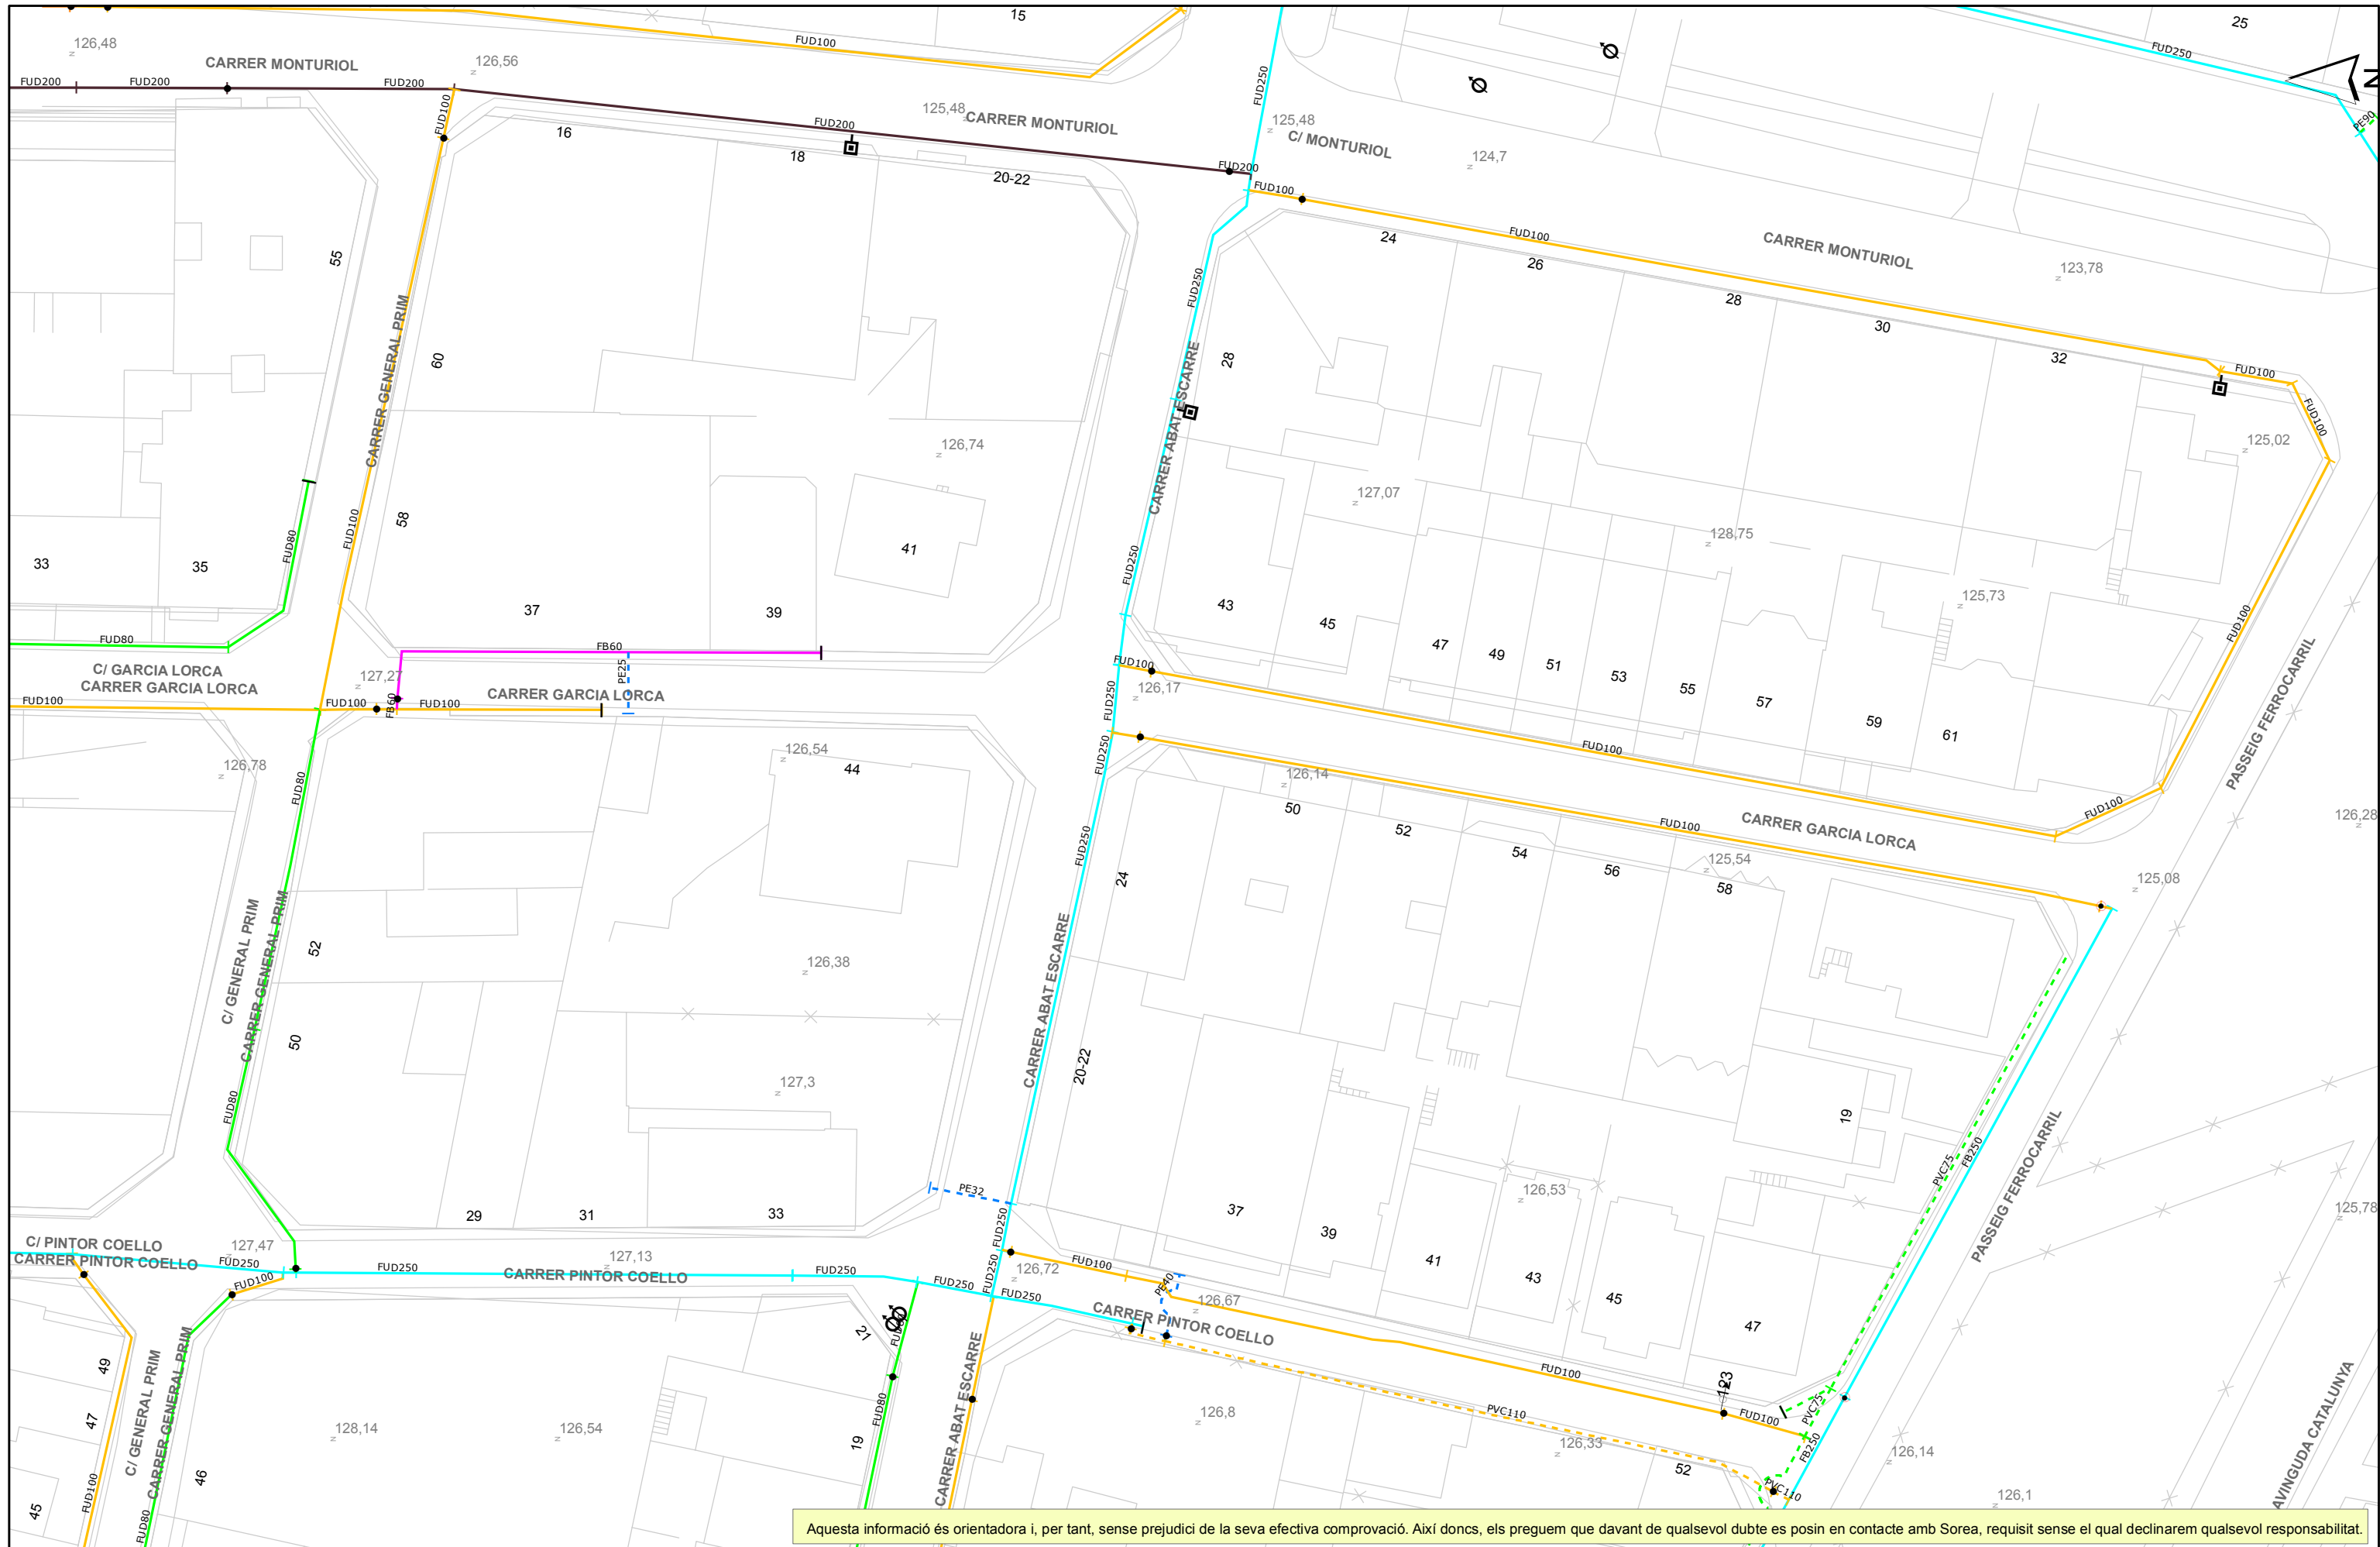 15
25
126,48
CARRER MONTURIOL
126,56
FUD100
FUD250
FUD200
FUD200
FUD200
FUD100
FUD250
N
PE90
16
18
20-22
FUD200
125,48
CARRER MONTURIOL
125,48
C/ MONTURIOL
124,7
FUD200
FUD100
FUD100
CARRER MONTURIOL
123,78
24
26
28
30
32
FUD100
FUD100
125,02
55
CARRER GENERAL PRIM
60
58
FUD100
FUD80
33
35
FUD80
C/ GARCIA LORCA
CARRER GARCIA LORCA
FUD100
126,74
41
37
39
FB60
PE25
127,27
FB60
FUD100
FUD100
CARRER GARCIA LORCA
FUD250
28
CARRER ABAT ESCARRE
FUD250
127,07
128,75
125,73
43
45
47
49
51
53
55
57
59
61
FUD100
126,17
FUD250
FUD250
FUD100
FUD100
FUD100
PASSEIG FERROCARRIL
126,28
126,78
FUD80
126,54
44
126,14
50
52
54
56
58
125,54
FUD100
CARRER GARCIA LORCA
125,08
FUD250
24
52
50
C/ GENERAL PRIM
CARRER GENERAL PRIM
126,38
127,3
CARRER ABAT ESCARRE
20-22
19
PVC75
FB250
PASSEIG FERROCARRIL
125,78
FUD80
29
31
33
PE32
37
39
41
43
45
47
126,53
C/ PINTOR COELLO
CARRER PINTOR COELLO
127,47
FUD250
FUD100
FUD250
127,13
CARRER PINTOR COELLO
FUD250
FUD250
FUD250
FUD250
FUD250
126,72
FUD100
PE40
126,67
CARRER PINTOR COELLO
FUD100
123
FUD100
PVC75
FB250
49
47
45
C/ GENERAL PRIM
CARRER GENERAL PRIM
FUD100
FUD80
46
128,14
126,54
21
19
FUD80
CARRER ABAT ESCARRE
126,8
PVC110
126,33
52
PVC110
126,14
126,1
AVINGUDA CATALUNYA
Aquesta informació és orientadora i, per tant, sense prejudici de la seva efectiva comprovació. Així doncs, els preguem que davant de qualsevol dubte es posin en contacte amb Sorea, requisit sense el qual declinarem qualsevol responsabilitat.